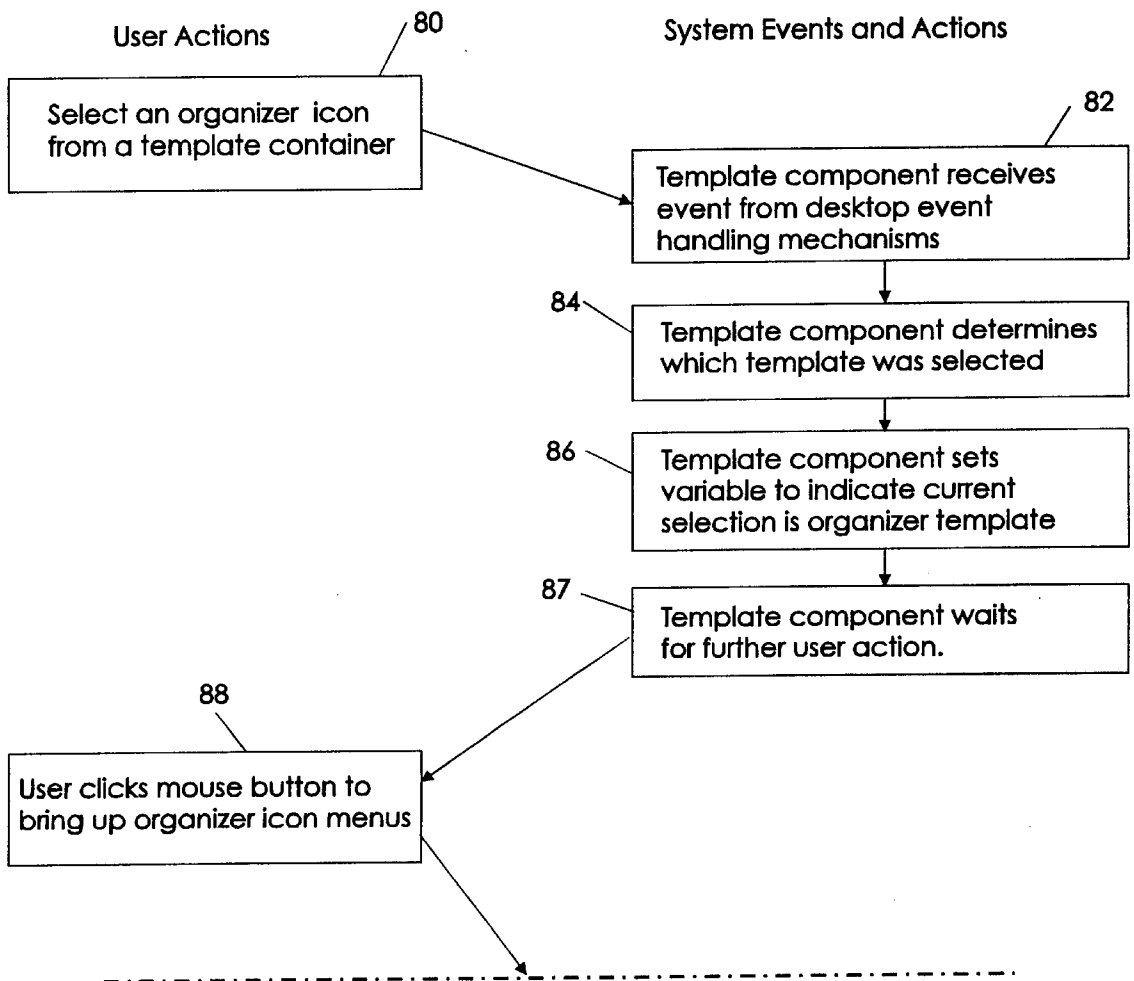 User Actions
80
System Events and Actions
Select an organizer icon
from a template container
82
Template component receives
event from desktop event
handling mechanisms
84
Template component determines
which template was selected
86
Template component sets
variable to indicate current
selection is organizer template
87
Template component waits
for further user action.
88
User clicks mouse button to
bring up organizer icon menus